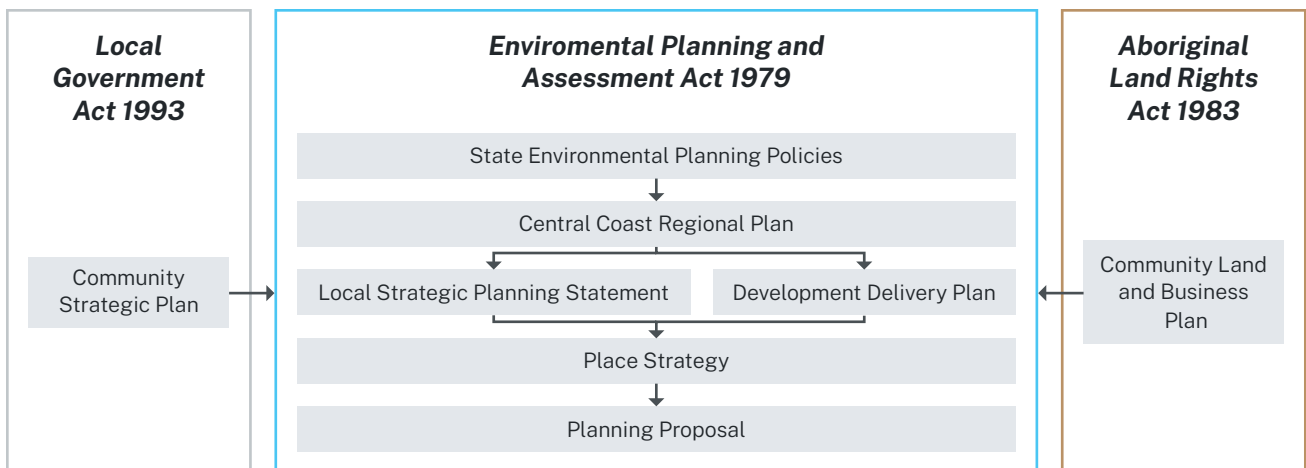 Local
Government
Act 1993
Enviromental Planning and
Assessment Act 1979
Aboriginal
Land Rights
Act 1983
State Environmental Planning Policies
Central Coast Regional Plan
Community
Strategic Plan
Local Strategic Planning Statement
Development Delivery Plan
Community Land
and Business
Plan
Place Strategy
Planning Proposal